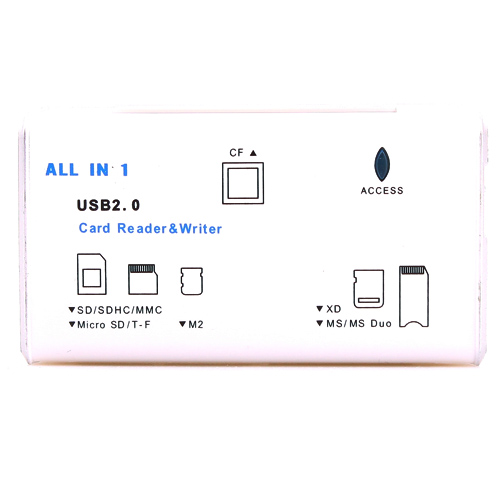 CF ▲
ALL IN 1
ACCESS
USB2.0
Card Reader&Writer
▼SD/SDHC/MMC
▼Micro SD/T-F ▼M2
▼XD
▼MS/MS Duo